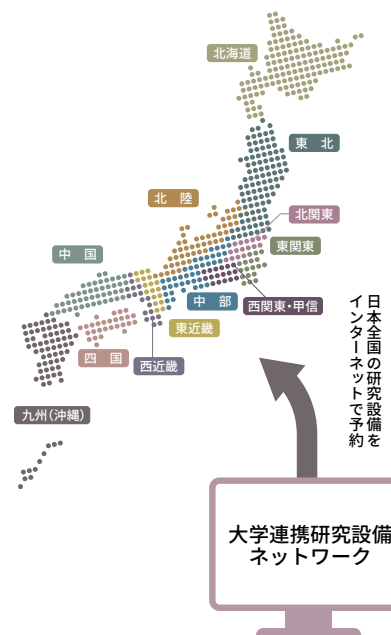 北海道
東 北
北 陸
北関東
東関東
中 国
中 部
西関東・甲信
東近畿
四 国
西近畿
九州（沖縄）
日本全国の研究設備を
インターネットで予約
大学連携研究設備
ネットワーク